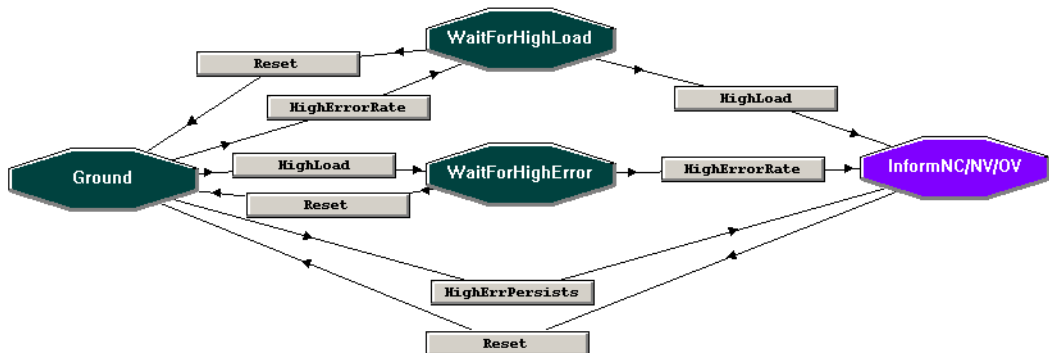 WaitForHighLoad
Reset
HighLoad
HighErrorRate
HighLoad
HighErrorRate
InformNC/NV/OV
Ground
WaitForHighError
Reset
HighErrPersists
Reset